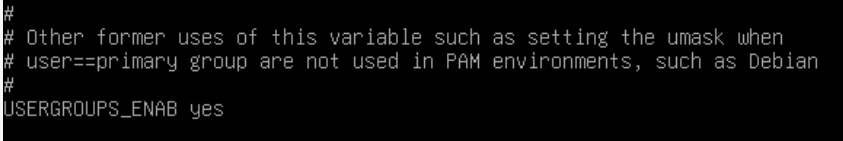 #
# Other former uses of this variable such as setting the umask when
# user==primary group are not used in PAM environments, such as Debian
#
USERGROUPS_ENAB yes